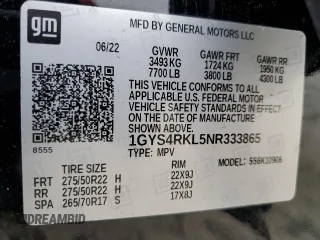 gm
MFD BY GENERAL MOTORS LLC
06/22
GVWR GAWR FRT GAWR RR
3493 KG 1724 KG 1950 KG
7700 LB 3800 LB 4300 LB
THIS VEHICLE CONFORMS TO ALL APPLICABLE U.S. FEDERAL MOTOR VEHICLE SAFETY AND THEFT PREVENTION STANDARDS IN EFFECT ON THE DATE OF MANUFACTURE SHOWN ABOVE.
1GYS4RKL5NR333865
8555
TYPE: MPV
MODEL:
TIRE SIZE RIM
FRT 275/50R22 H 22X9J
RR 275/50R22 H 22X9J
SPA 265/70R17 S 17X8J